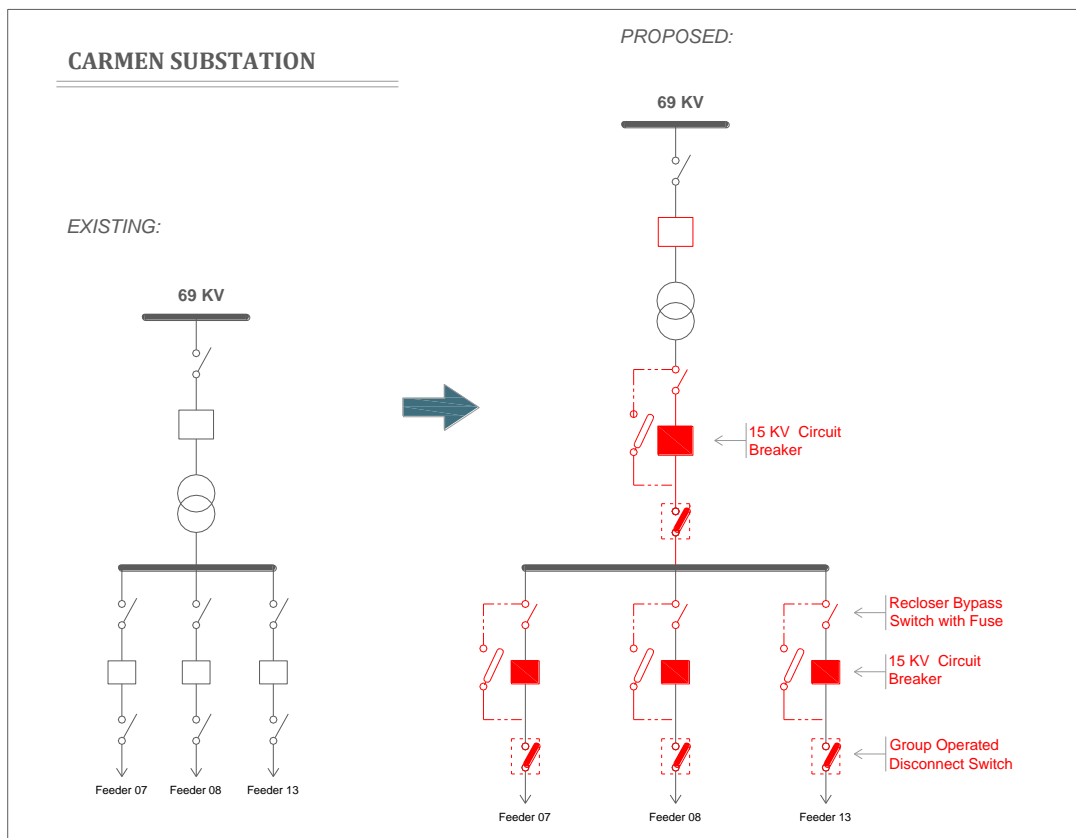 CARMEN SUBSTATION
EXISTING:
69 KV
Feeder 07
Feeder 08
Feeder 13
PROPOSED:
69 KV
15 KV Circuit
Breaker
Recloser Bypass
Switch with Fuse
15 KV Circuit
Breaker
Group Operated
Disconnect Switch
Feeder 07
Feeder 08
Feeder 13